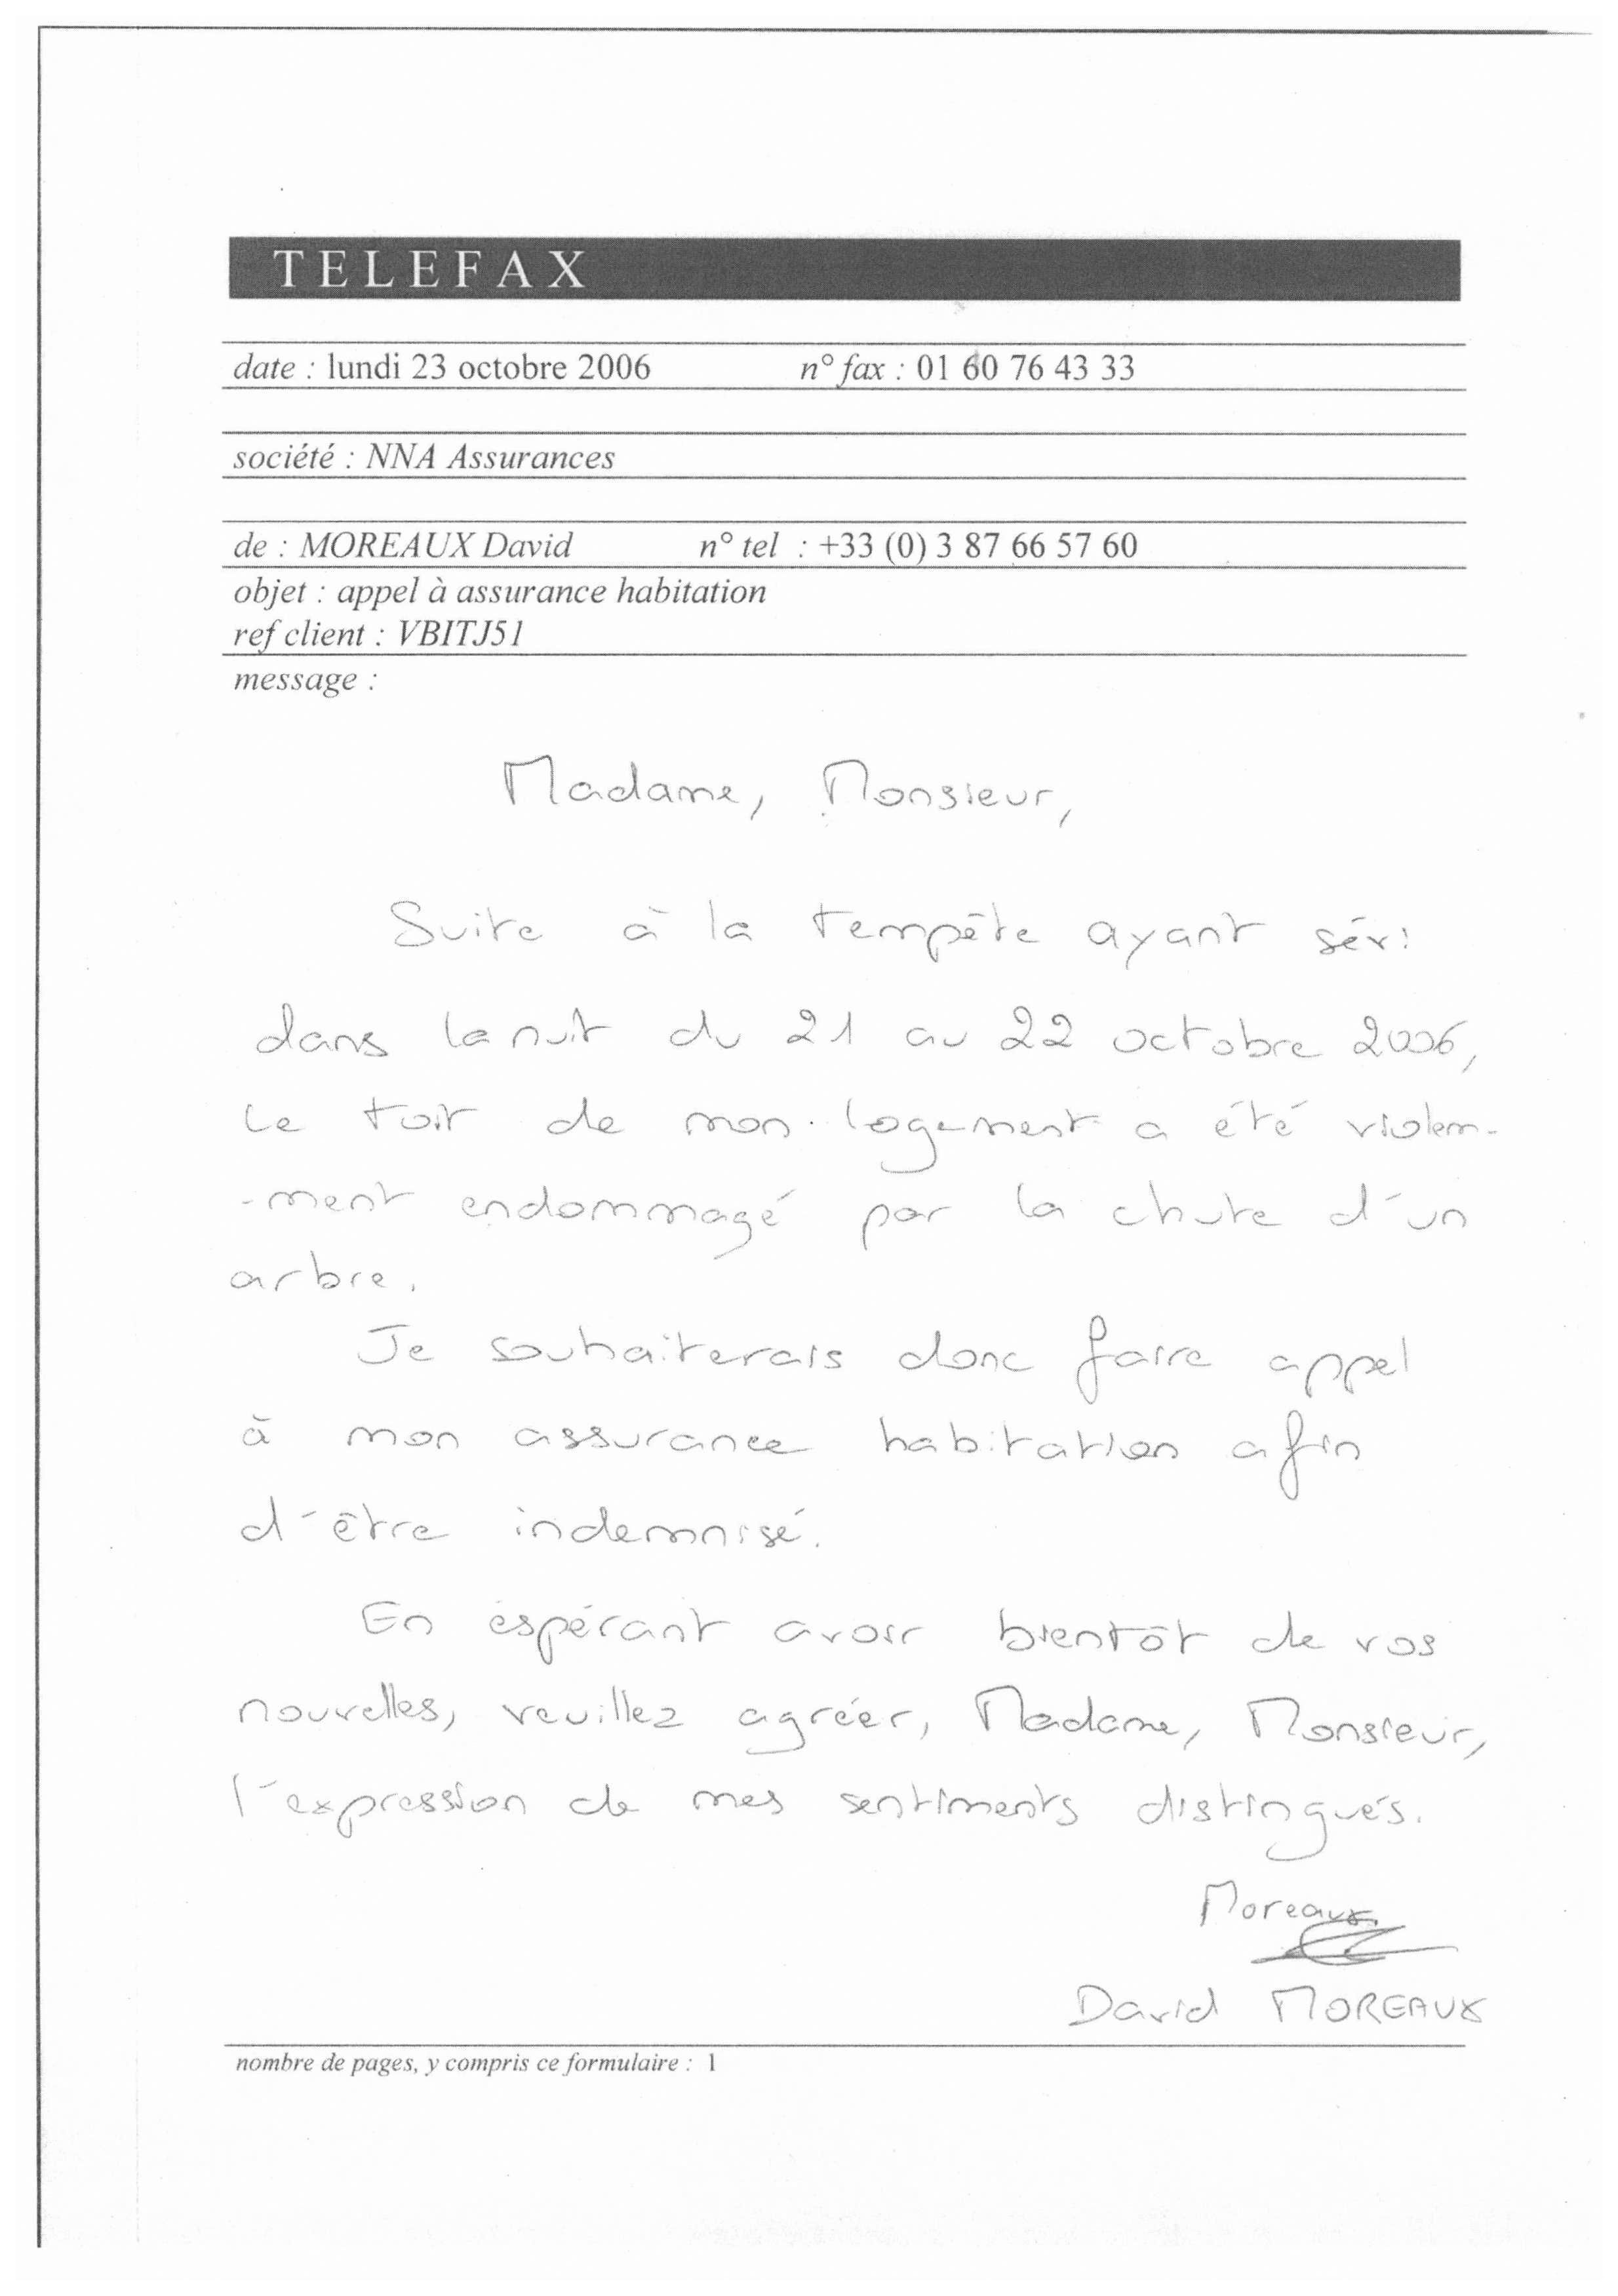 TELEFAX
date : lundi 23 octobre 2006 n° fax : 01 60 76 43 33
société : NNA Assurances
de : MOREAUX David n° tel : +33 (0) 3 87 66 57 60
objet : appel à assurance habitation
ref client : VBITJ51
message :
Madame, Monsieur,
Suite à la tempête ayant sévi
dans la nuit du 21 au 22 octobre 2006,
le toit de mon logement a été violem-
-ment endommagé par la chute d'un
arbre.
Je souhaiterais donc faire appel
à mon assurance habitation afin
d'être indemnisé.
En espérant avoir bientôt de vos
nouvelles, veuillez agréer, Madame, Monsieur,
l'expression de mes sentiments distingués.
Moreaux
David MOREAUX
nombre de pages, y compris ce formulaire : 1